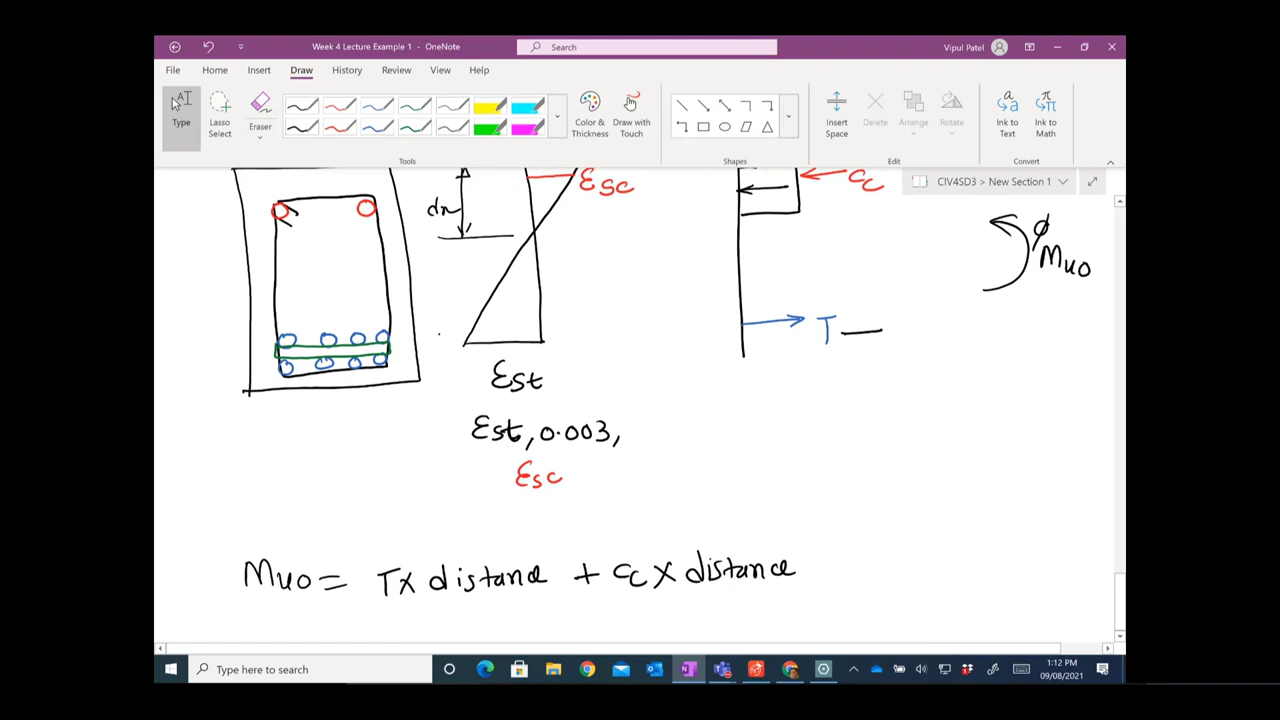 Week 4 Lecture Example 1 - OneNote
Search
Vipul Patel
File Home Insert Draw History Review View Help
Type
Lasso Select
Eraser
Color & Thickness
Draw with Touch
Insert Space
Delete
Arrange
Rotate
Ink to Text
Ink to Math
Tools
Shapes
Edit
Convert
CIV4SD3 > New Section 1
εsc
Cc
dn
ϕ
Muo
T
εst
εst, 0.003,
εsc
Muo = T x distance + Cc x distance
Type here to search
1:12 PM
09/08/2021